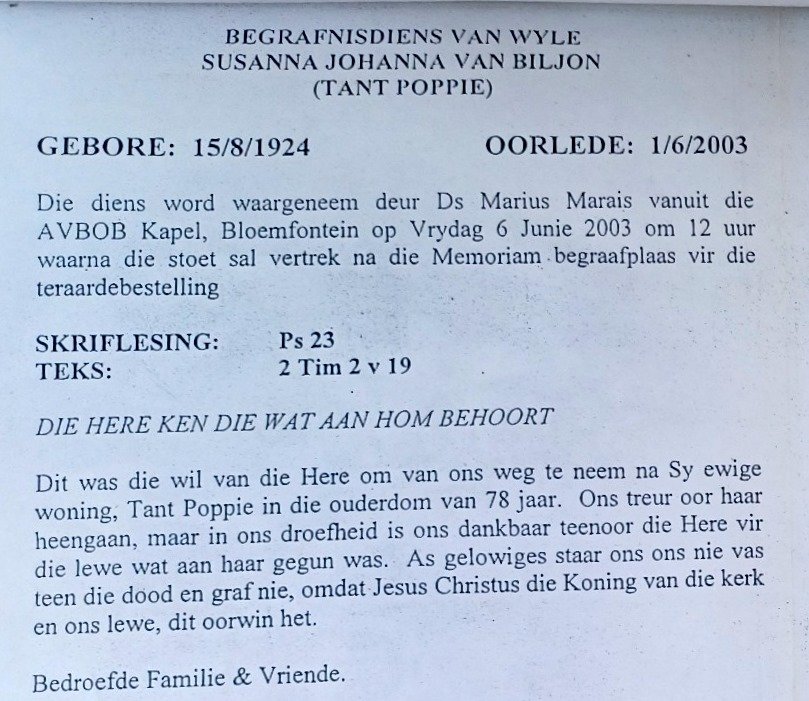 BEGRAFNISDIENS VAN WYLE
SUSANNA JOHANNA VAN BILJON
(TANT POPPIE)
GEBORE: 15/8/1924 OORLEDE: 1/6/2003
Die diens word waargeneem deur Ds Marius Marais vanuit die
AVBOB Kapel, Bloemfontein op Vrydag 6 Junie 2003 om 12 uur
waarna die stoet sal vertrek na die Memoriam begraafplaas vir die
teraardebestelling
SKRIFLESING: Ps 23
TEKS: 2 Tim 2 v 19
DIE HERE KEN DIE WAT AAN HOM BEHOORT
Dit was die wil van die Here om van ons weg te neem na Sy ewige
woning, Tant Poppie in die ouderdom van 78 jaar. Ons treur oor haar
heengaan, maar in ons droefheid is ons dankbaar teenoor die Here vir
die lewe wat aan haar gegun was. As gelowiges staar ons ons nie vas
teen die dood en graf nie, omdat Jesus Christus die Koning van die kerk
en ons lewe, dit oorwin het.
Bedroefde Familie & Vriende.